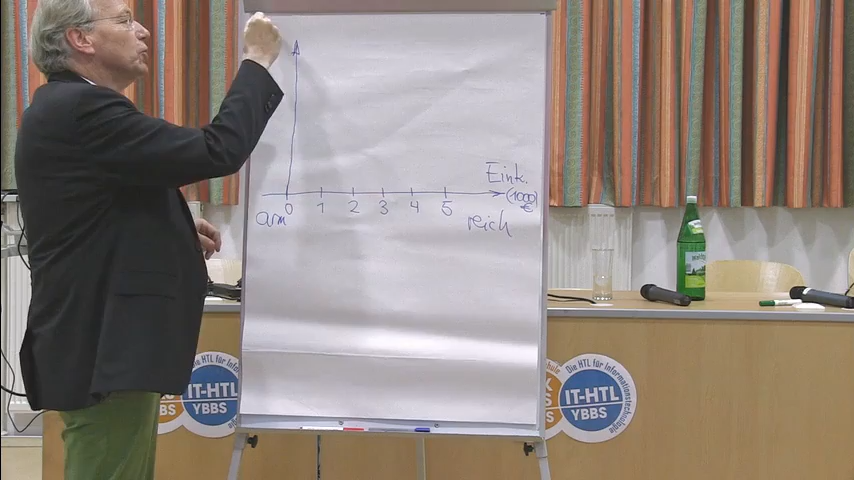 Eink.
(1000
€)
0 1 2 3 4 5
arm reich
Die HTL für Informationstechnologie
IT-HTL
YBBS
IT-HTL
YBBS